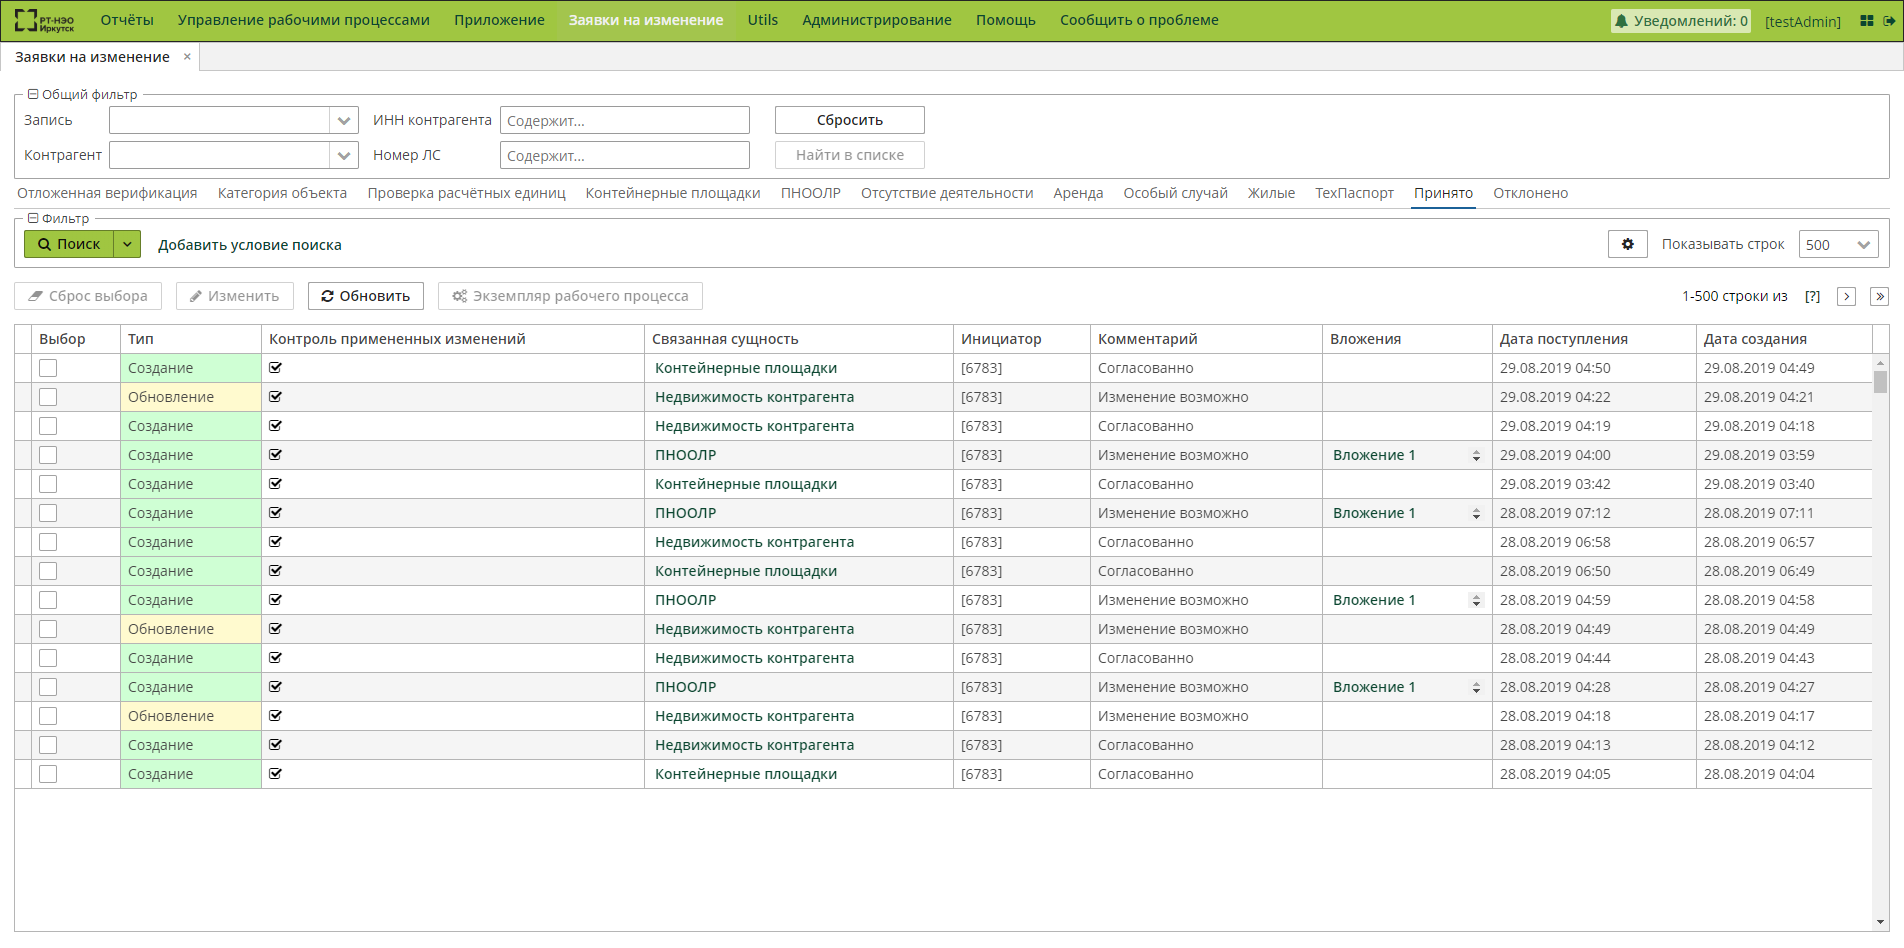 РТ-НЭО Иркутск Отчёты Управление рабочими процессами Приложение Заявки на изменение Utils Администрирование Помощь Сообщить о проблеме Уведомлений: 0 [testAdmin]
Заявки на изменение ×
Общий фильтр
Запись ИНН контрагента Содержит... Сбросить
Контрагент Номер ЛС Содержит... Найти в списке
Отложенная верификация Категория объекта Проверка расчётных единиц Контейнерные площадки ПНООЛР Отсутствие деятельности Аренда Особый случай Жилые ТехПаспорт Принято Отклонено
Фильтр
Поиск Добавить условие поиска Показывать строк 500
Сброс выбора Изменить Обновить Экземпляр рабочего процесса 1-500 строки из [?]
Выбор Тип Контроль примененных изменений Связанная сущность Инициатор Комментарий Вложения Дата поступления Дата создания
Создание Контейнерные площадки [6783] Согласованно 29.08.2019 04:50 29.08.2019 04:49
Обновление Недвижимость контрагента [6783] Изменение возможно 29.08.2019 04:22 29.08.2019 04:21
Создание Недвижимость контрагента [6783] Согласованно 29.08.2019 04:19 29.08.2019 04:18
Создание ПНООЛР [6783] Изменение возможно Вложение 1 29.08.2019 04:00 29.08.2019 03:59
Создание Контейнерные площадки [6783] Согласованно 29.08.2019 03:42 29.08.2019 03:40
Создание ПНООЛР [6783] Изменение возможно Вложение 1 28.08.2019 07:12 28.08.2019 07:11
Создание Недвижимость контрагента [6783] Согласованно 28.08.2019 06:58 28.08.2019 06:57
Создание Контейнерные площадки [6783] Согласованно 28.08.2019 06:50 28.08.2019 06:49
Создание ПНООЛР [6783] Изменение возможно Вложение 1 28.08.2019 04:59 28.08.2019 04:58
Обновление Недвижимость контрагента [6783] Изменение возможно 28.08.2019 04:49 28.08.2019 04:49
Создание Недвижимость контрагента [6783] Согласованно 28.08.2019 04:44 28.08.2019 04:43
Создание ПНООЛР [6783] Изменение возможно Вложение 1 28.08.2019 04:28 28.08.2019 04:27
Обновление Недвижимость контрагента [6783] Изменение возможно 28.08.2019 04:18 28.08.2019 04:17
Создание Недвижимость контрагента [6783] Согласованно 28.08.2019 04:13 28.08.2019 04:12
Создание Контейнерные площадки [6783] Согласованно 28.08.2019 04:05 28.08.2019 04:04